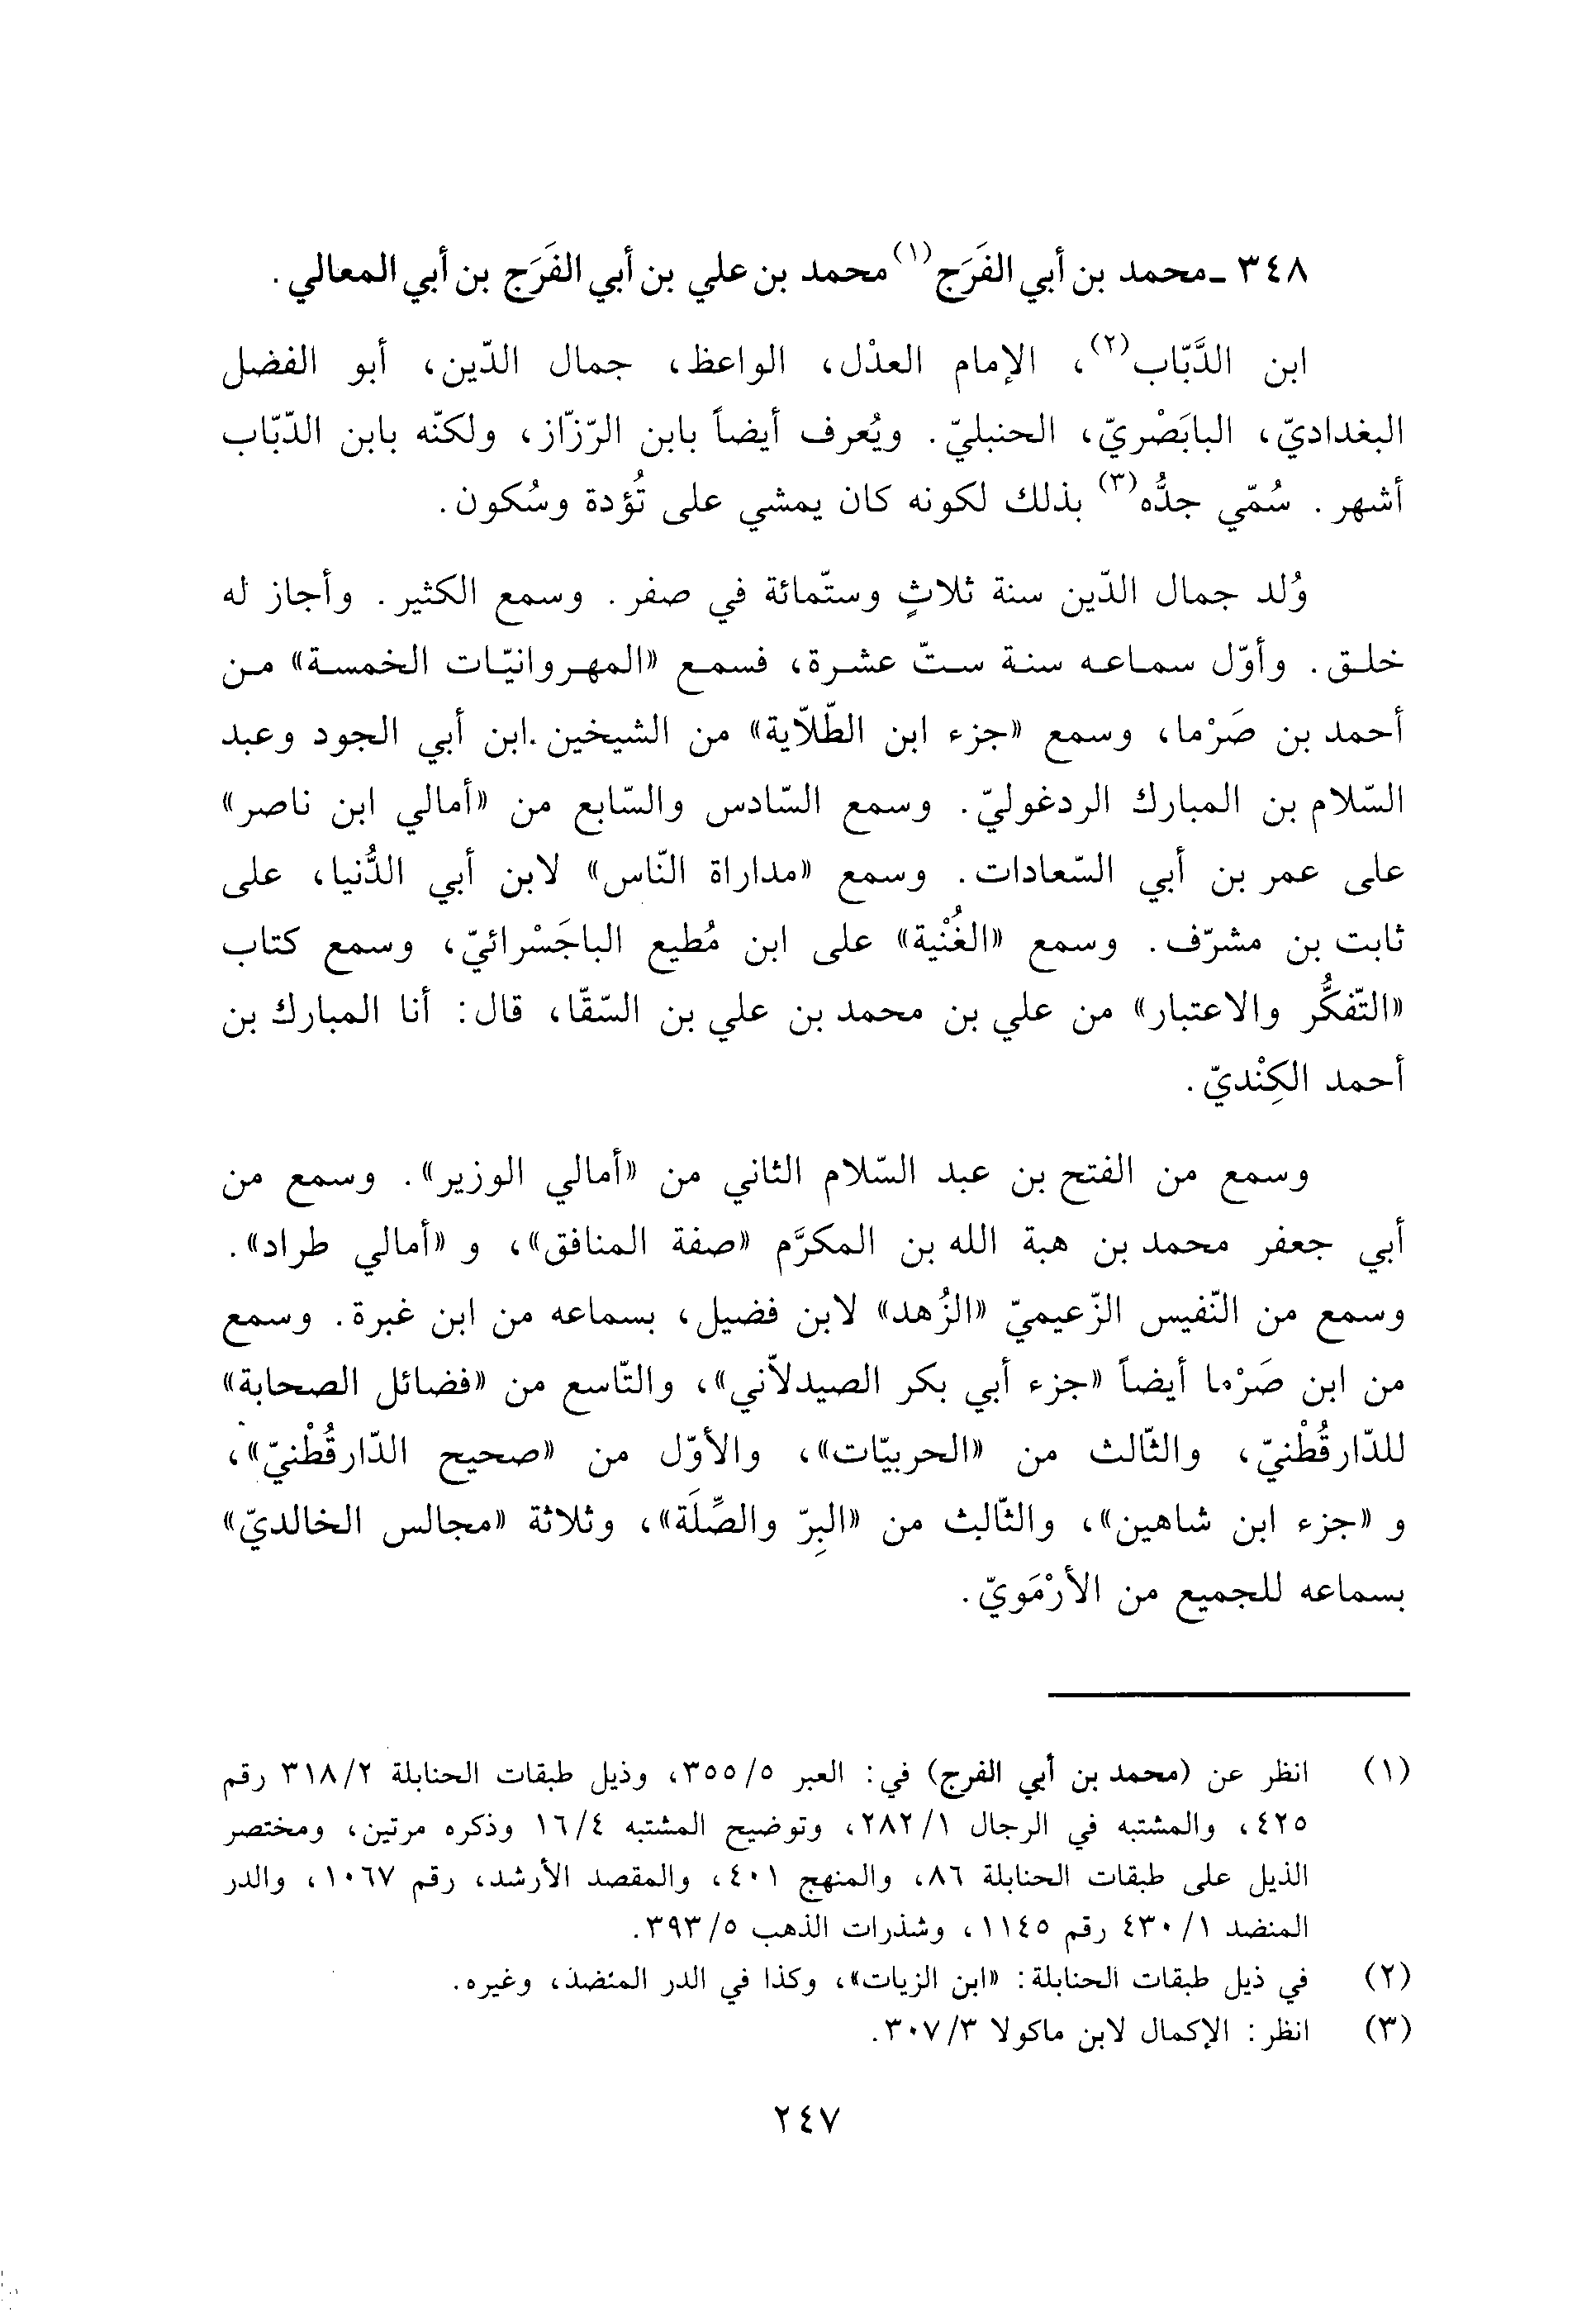 ٣٤٨ ـ محمد بن أبي الفَرَج(١) محمد بن علي بن أبي الفَرَج بن أبي المعالي.
ابن الدَّبّاب(٢)، الإمام العدْل، الواعظ، جمال الدّين، أبو الفضل
البغداديّ، البابَصْريّ، الحنبليّ. ويُعرف أيضاً بابن الرّزّاز، ولكنّه بابن الدّبّاب
أشهر. سُمّي جدُّه(٣) بذلك لكونه كان يمشي على تُؤدة وسُكون.
وُلد جمال الدّين سنة ثلاثٍ وستّمائة في صفر. وسمع الكثير. وأجاز له
خلق. وأوّل سماعه سنة ستّ عشرة، فسمع «المهروانيّات الخمسة» من
أحمد بن صَرْما، وسمع «جزء ابن الطّلاّية» من الشيخين ابن أبي الجود وعبد
السّلام بن المبارك الردغوليّ. وسمع السّادس والسّابع من «أمالي ابن ناصر»
على عمر بن أبي السّعادات. وسمع «مداراة النّاس» لابن أبي الدُّنيا، على
ثابت بن مشرّف. وسمع «الغُنْية» على ابن مُطيع الباجَسْرائيّ، وسمع كتاب
«التّفكُّر والاعتبار» من علي بن محمد بن علي بن السّقّا، قال: أنا المبارك بن
أحمد الكِنْديّ.
وسمع من الفتح بن عبد السّلام الثاني من «أمالي الوزير». وسمع من
أبي جعفر محمد بن هبة الله بن المكرَّم «صفة المنافق»، و «أمالي طراد».
وسمع من النّفيس الزّعيميّ «الزُهد» لابن فضيل، بسماعه من ابن غبرة. وسمع
من ابن صَرْما أيضاً «جزء أبي بكر الصيدلاّني»، والتّاسع من «فضائل الصحابة»
للدّارقُطْنيّ، والثّالث من «الحربيّات»، والأوّل من «صحيح الدّارقُطْنيّ»،
و «جزء ابن شاهين»، والثّالث من «البِرّ والصِّلَة»، وثلاثة «مجالس الخالديّ»
بسماعه للجميع من الأرْمَويّ.
(١) انظر عن (محمد بن أبي الفرج) في: العبر ٣٥٥/٥، وذيل طبقات الحنابلة ٣١٨/٢ رقم
٤٢٥، والمشتبه في الرجال ٢٨٢/١، وتوضيح المشتبه ١٦/٤ وذكره مرتين، ومختصر
الذيل على طبقات الحنابلة ٨٦، والمنهج ٤٠١، والمقصد الأرشد، رقم ١٠٦٧، والدر
المنضد ٤٣٠/١ رقم ١١٤٥، وشذرات الذهب ٣٩٣/٥.
(٢) في ذيل طبقات الحنابلة: «ابن الزيات»، وكذا في الدر المنضد، وغيره.
(٣) انظر: الإكمال لابن ماكولا ٣٠٧/٣.
٢٤٧